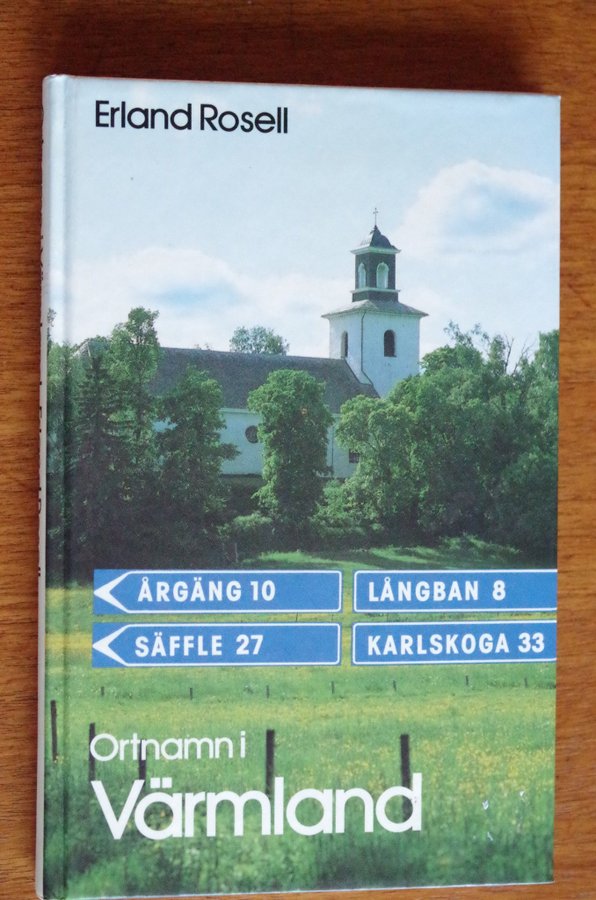 Erland Rosell
ÅRGÄNG 10
LÅNGBAN 8
SÄFFLE 27
KARLSKOGA 33
Ortnamn i
Värmland